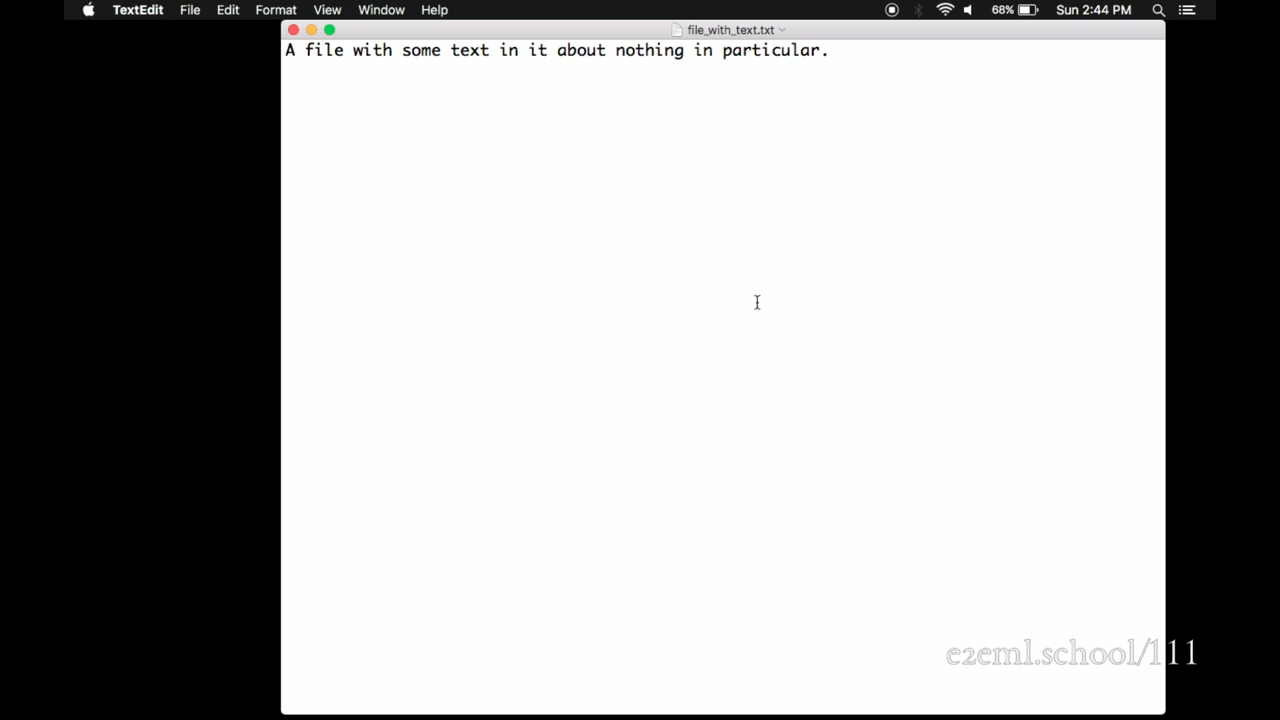 TextEdit File Edit Format View Window Help 68% Sun 2:44 PM
file_with_text.txt
A file with some text in it about nothing in particular.
e2eml.school/111